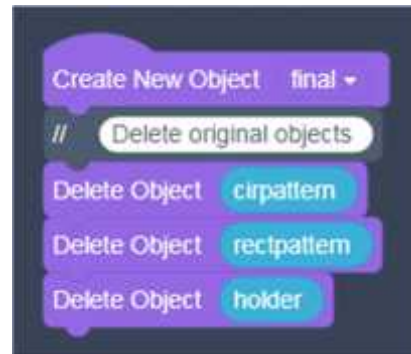 Create New Object final
// Delete original objects
Delete Object cirpattern
Delete Object rectpattern
Delete Object holder